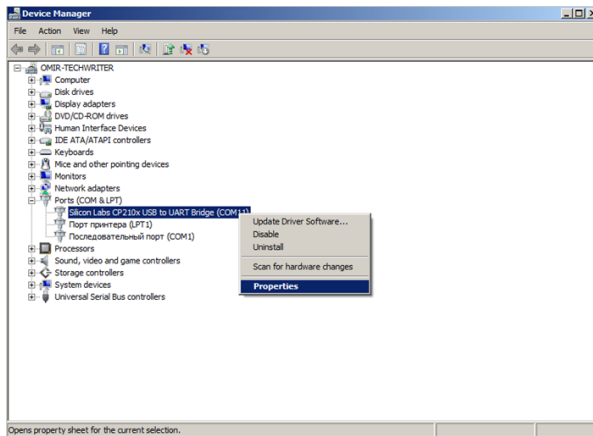 Device Manager
File Action View Help
OMIR-TECHWRITER
Computer
Disk drives
Display adapters
DVD/CD-ROM drives
Human Interface Devices
IDE ATA/ATAPI controllers
Keyboards
Mice and other pointing devices
Monitors
Network adapters
Ports (COM & LPT)
Silicon Labs CP210x USB to UART Bridge (COM11)
Порт принтера (LPT1)
Последовательный порт (COM1)
Processors
Sound, video and game controllers
Storage controllers
System devices
Universal Serial Bus controllers
Update Driver Software...
Disable
Uninstall
Scan for hardware changes
Properties
Opens property sheet for the current selection.